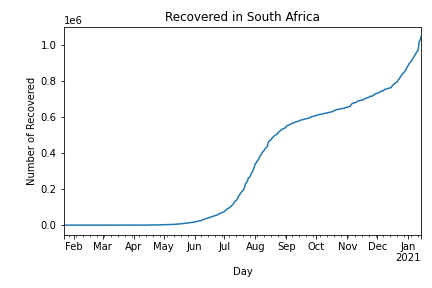 Recovered in South Africa
1e6
Number of Recovered
1.0
0.8
0.6
0.4
0.2
0.0
Feb Mar Apr May Jun Jul Aug Sep Oct Nov Dec Jan
2021
Day